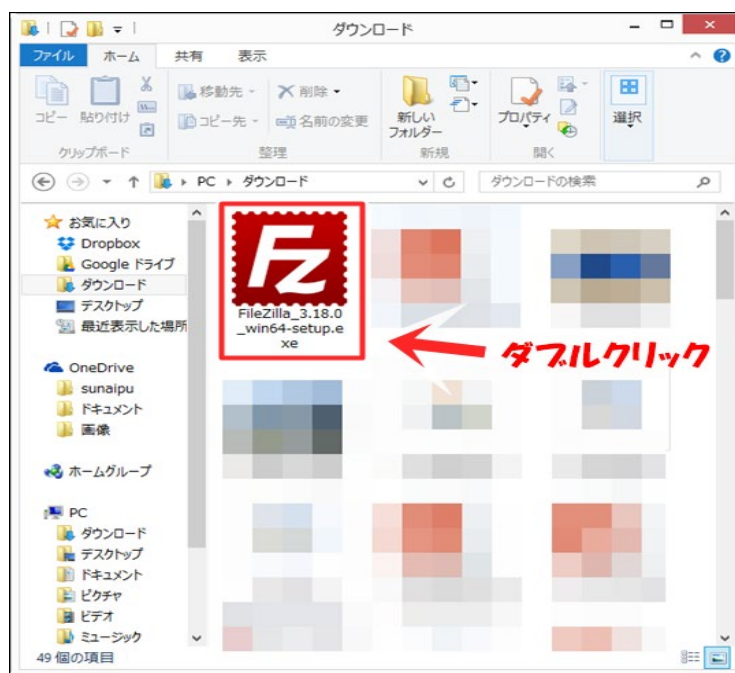 ダウンロード
ファイル ホーム 共有 表示
コピー 貼り付け 移動先 コピー先 削除 名前の変更 新しい
フォルダー プロパティ 選択
クリップボード 整理 新規 開く
PC ダウンロード ダウンロードの検索
お気に入り
Dropbox
Google ドライブ
ダウンロード
デスクトップ
最近表示した場所
OneDrive
sunaipu
ドキュメント
画像
ホームグループ
PC
ダウンロード
デスクトップ
ドキュメント
ピクチャ
ビデオ
ミュージック
FZ
FileZilla_3.18.0
_win64-setup.e
xe
ダブルクリック
49 個の項目